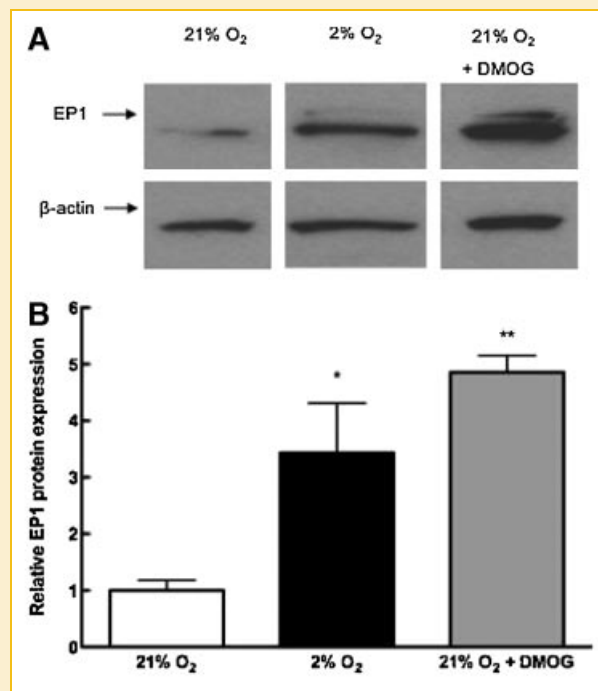 A
21% O₂ 2% O₂ 21% O₂
+ DMOG
EP1
β-actin
B
6
5
4
3
2
1
0
Relative EP1 protein expression
*
**
21% O₂ 2% O₂ 21% O₂ + DMOG